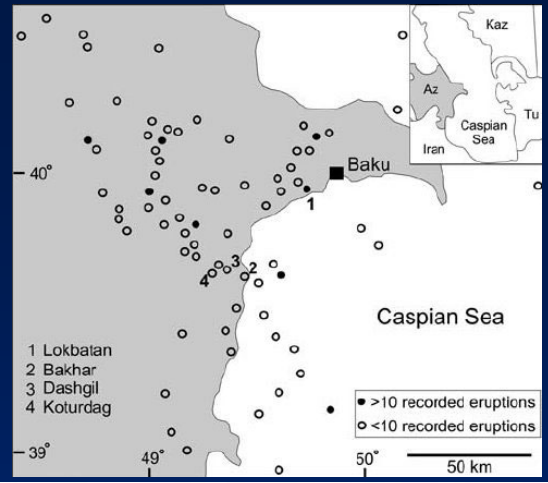 Kaz
Az
Tu
Caspian
Sea
Iran
40°
Baku
1
3
2
4
Caspian Sea
1 Lokbatan
2 Bakhar
3 Dashgil
4 Koturdag
>10 recorded eruptions
<10 recorded eruptions
39°
49°
50°
50 km